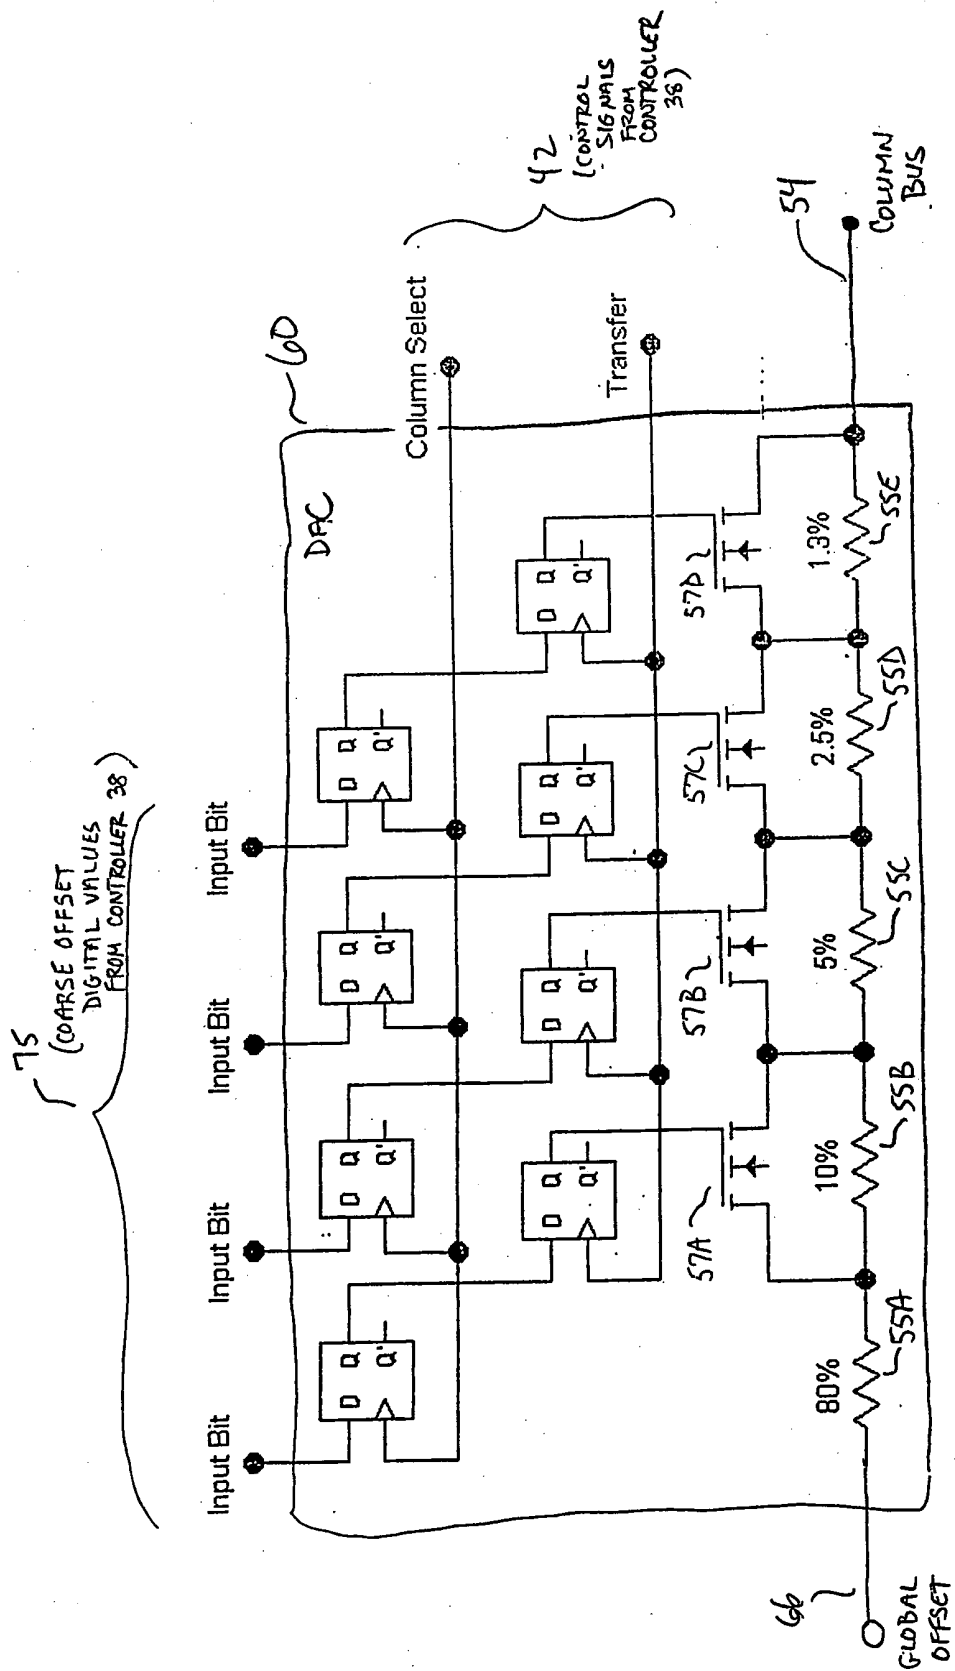 75
(COARSE OFFSET
DIGITAL VALUES
FROM CONTROLLER 38)
42
(CONTROL
SIGNALS
FROM
CONTROLLER
38)
Input Bit
Input Bit
Input Bit
Input Bit
60
DAC
Column Select
D Q
Q'
D Q
Q'
D Q
Q'
D Q
Q'
Transfer
D Q
Q'
D Q
Q'
D Q
Q'
D Q
Q'
57A
57B
57C
57D
54
COLUMN
BUS
80%
10%
5%
2.5%
1.3%
55A
55B
55C
55D
55E
66
GLOBAL
OFFSET